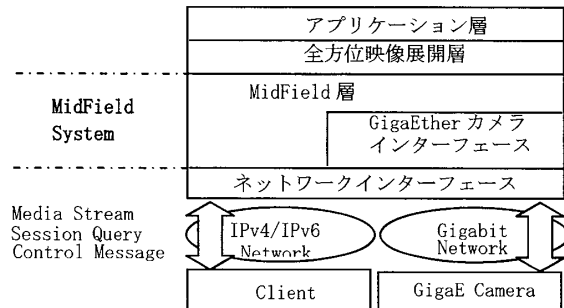 アプリケーション層
全方位映像展開層
MidField 層
MidField
System
GigaEther カメラ
インターフェース
ネットワークインターフェース
Media Stream
Session Query
Control Message
IPv4/IPv6
Network
Gigabit
Network
Client
GigaE Camera